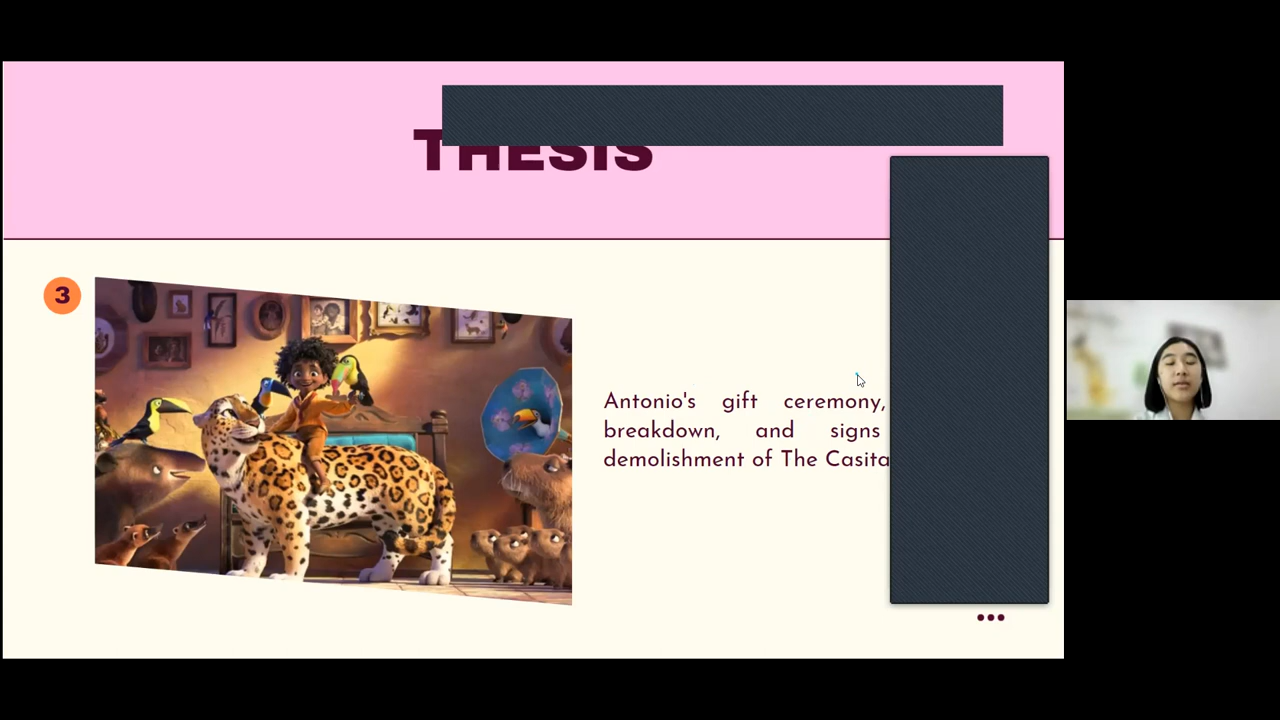 THESIS
3
Antonio's gift ceremony,
breakdown, and signs
demolishment of The Casita